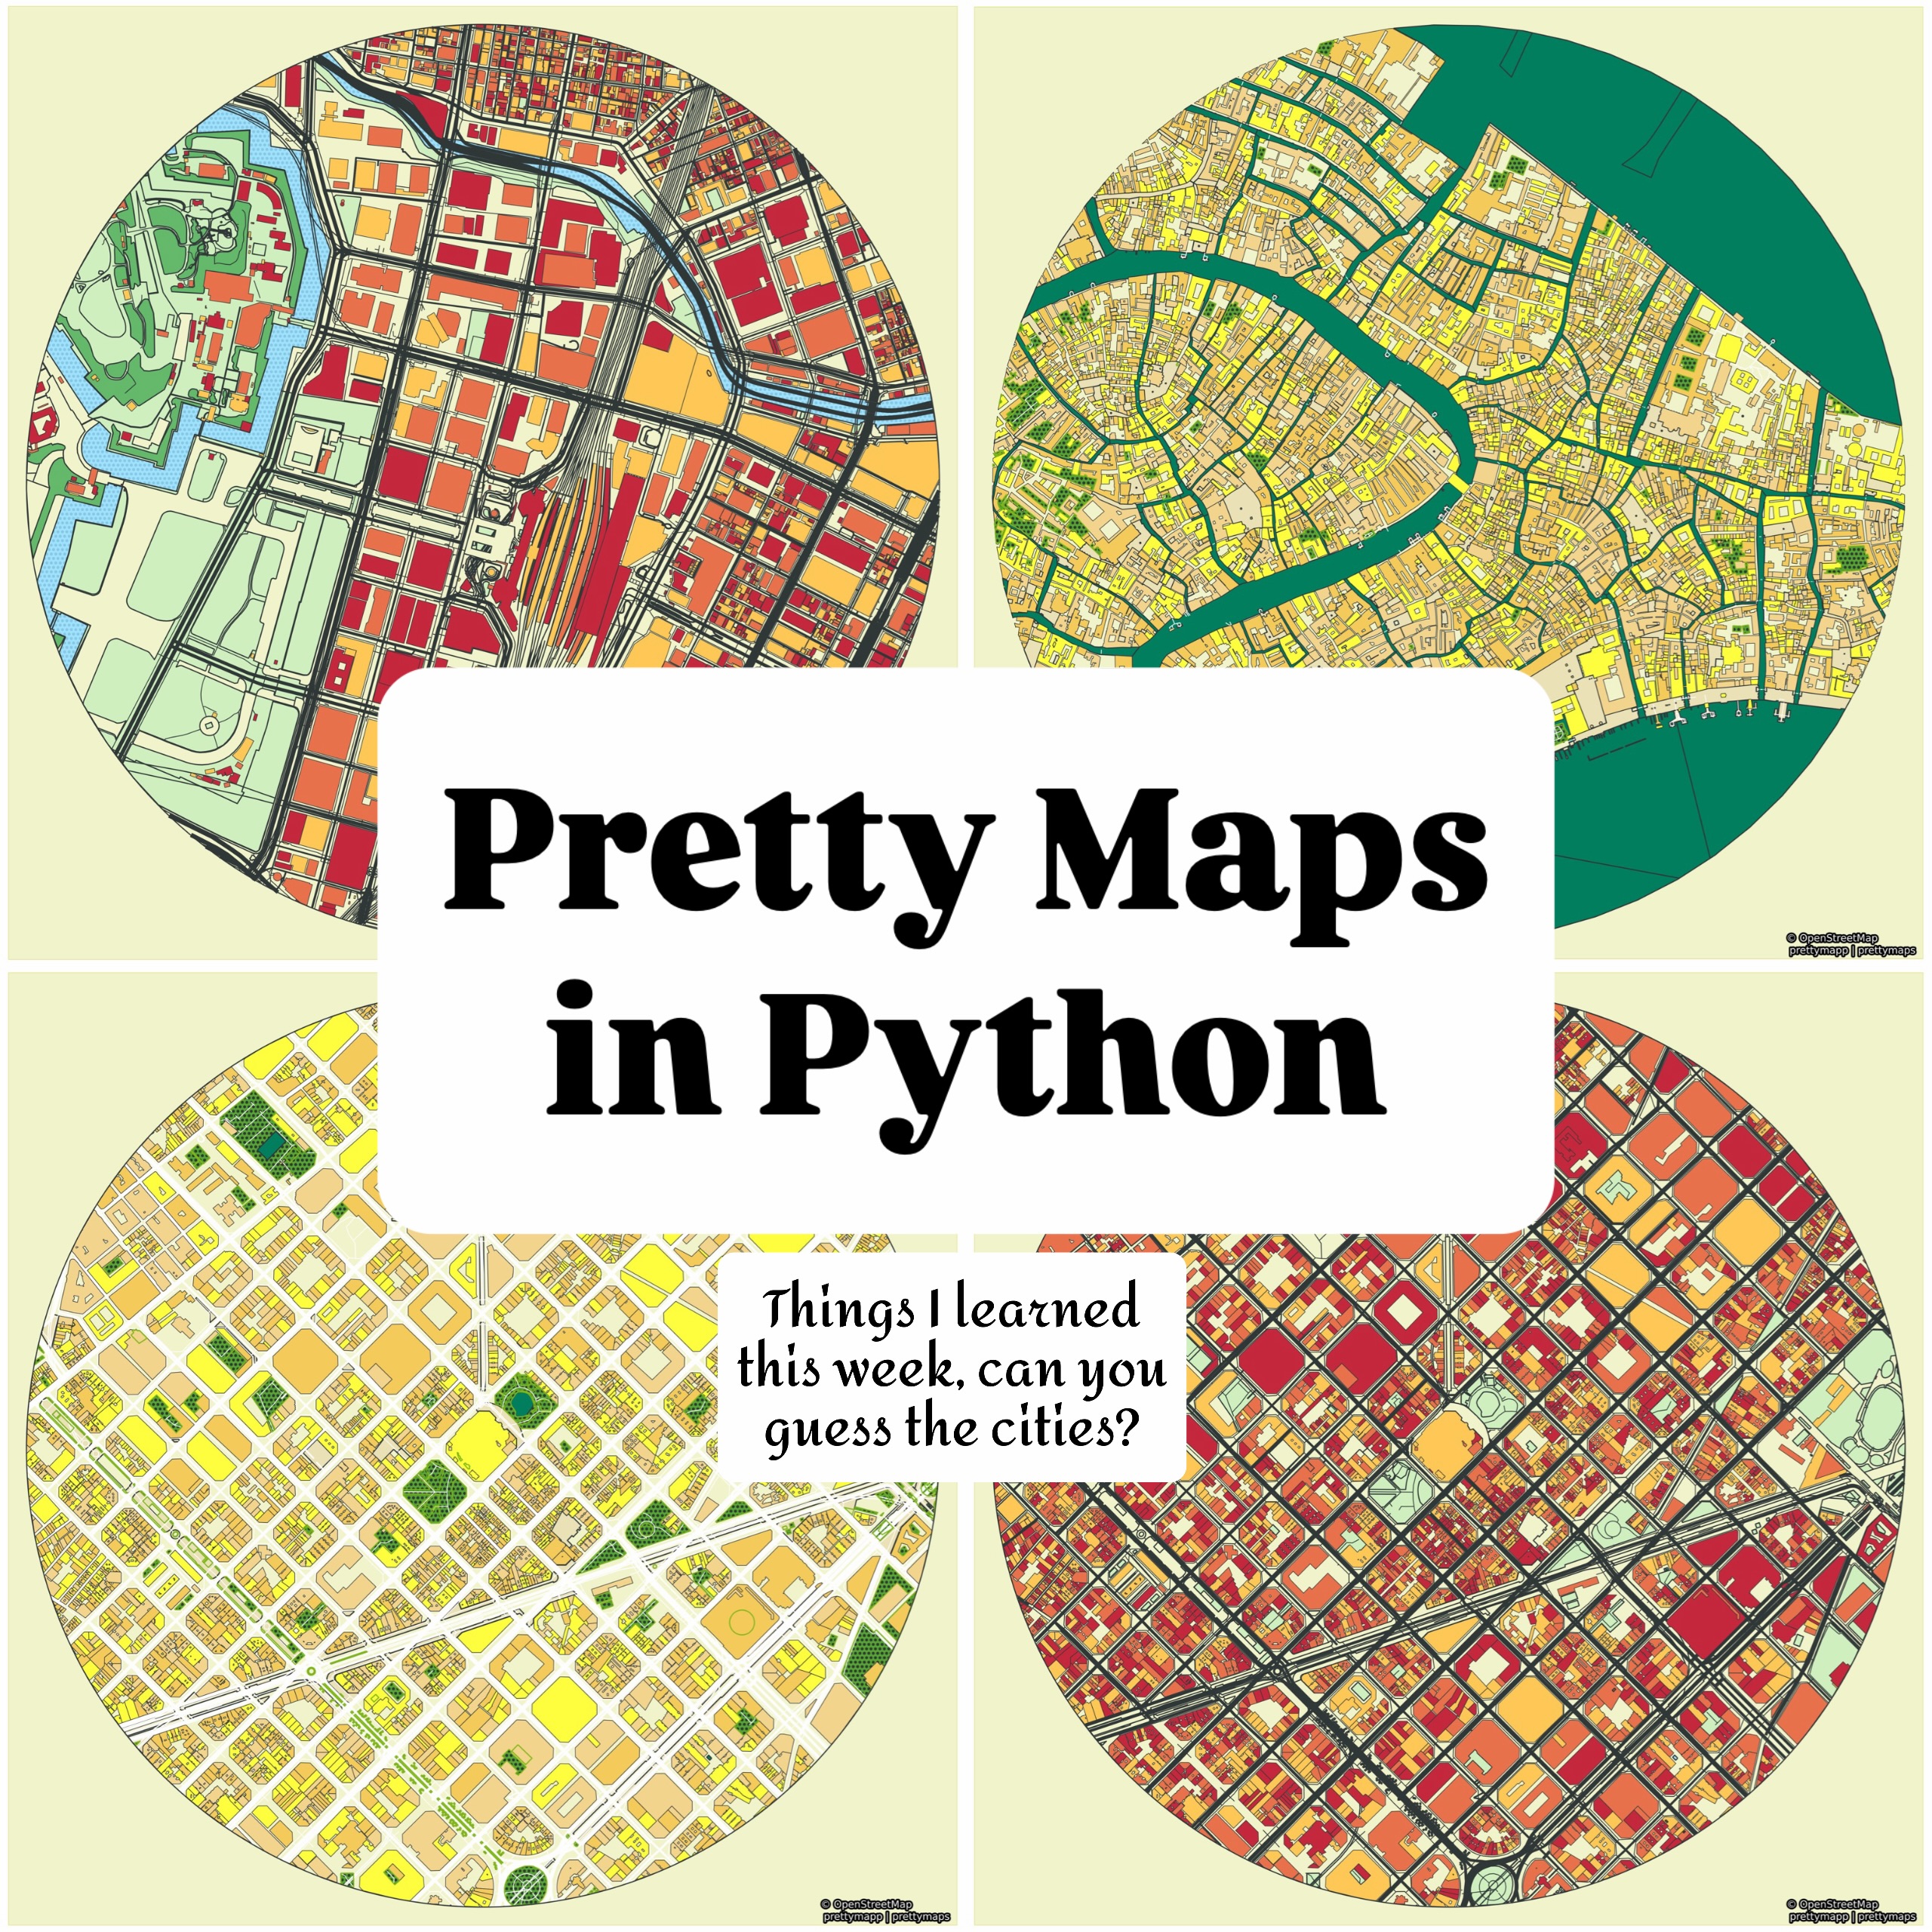 © OpenStreetMap
prettymapp | prettymaps
Pretty Maps
in Python
Things I learned
this week, can you
guess the cities?
© OpenStreetMap
prettymapp | prettymaps
© OpenStreetMap
prettymapp | prettymaps